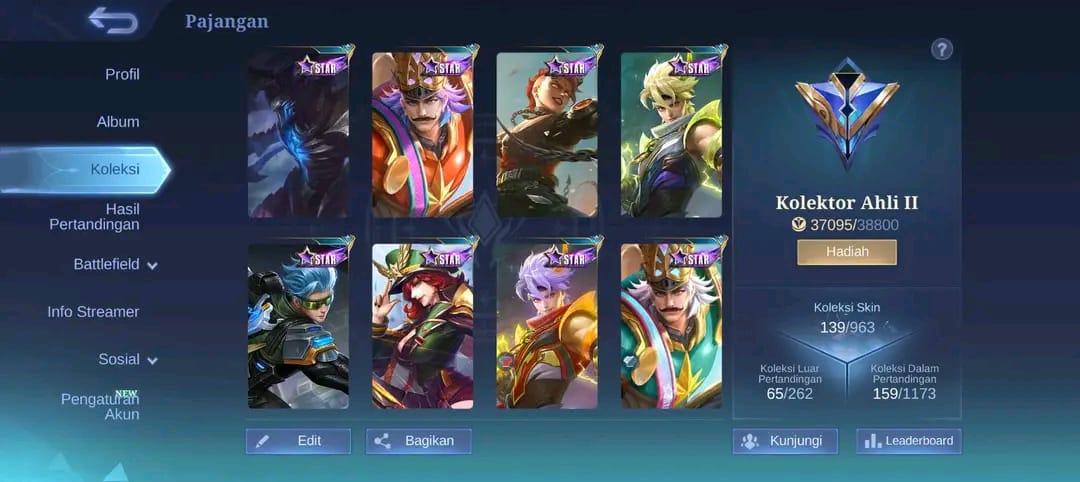 Pajangan
Profil
Album
Koleksi
Hasil
Pertandingan
Battlefield
Info Streamer
Sosial
NEW
Pengaturan
Akun
STAR
STAR
STAR
STAR
STAR
STAR
STAR
STAR
Edit
Bagikan
?
Kolektor Ahli II
37095/38800
Hadiah
Koleksi Skin
139/963
Koleksi Luar
Pertandingan
65/262
Koleksi Dalam
Pertandingan
159/1173
Kunjungi
Leaderboard